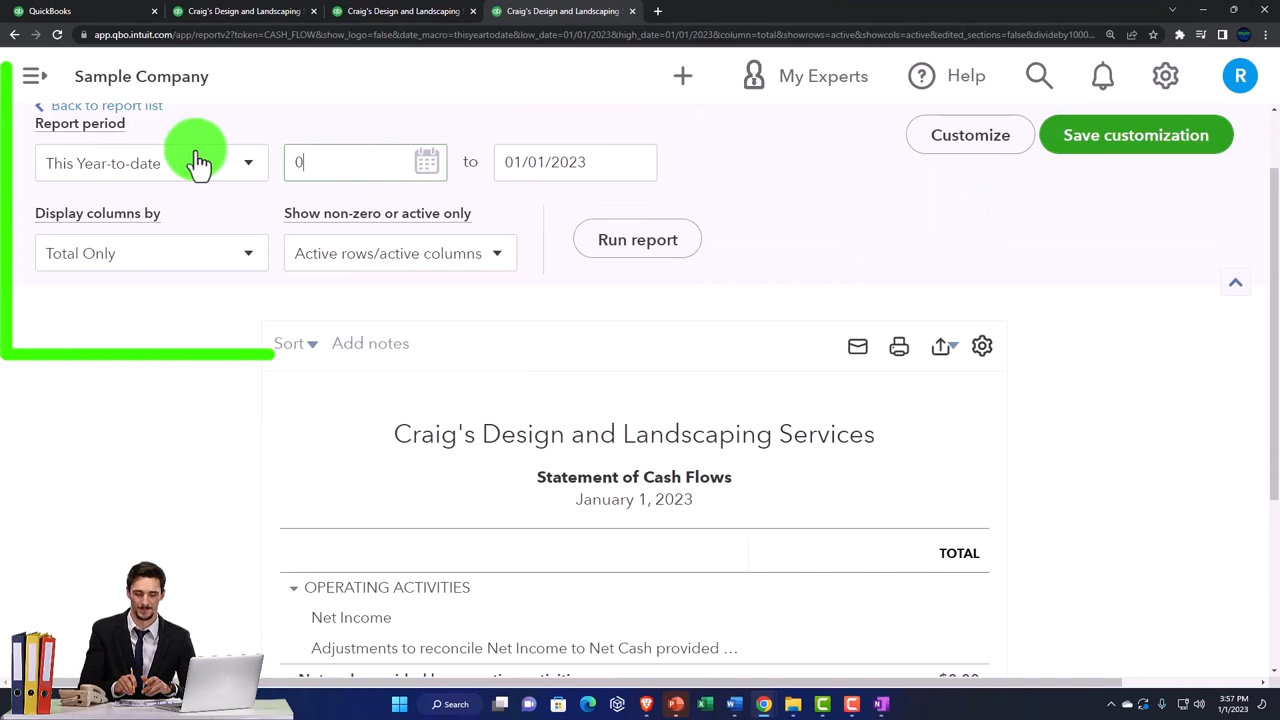 QuickBooks
Craig's Design and Landscaping S
Craig's Design and Landscaping S
Craig's Design and Landscaping S
app.qbo.intuit.com/app/reportv2?token=CASH_FLOW&show_logo=false&date_macro=thisyeartodate&low_date=01/01/2023&high_date=01/01/2023&column=total&showrows=active&showcols=active&edited_sections=false&divideby1000...
Sample Company
My Experts
Help
R
Back to report list
Report period
This Year-to-date
0
to
01/01/2023
Customize
Save customization
Display columns by
Show non-zero or active only
Total Only
Active rows/active columns
Run report
Sort
Add notes
Craig's Design and Landscaping Services
Statement of Cash Flows
January 1, 2023
TOTAL
OPERATING ACTIVITIES
Net Income
Adjustments to reconcile Net Income to Net Cash provided …
Search
3:57 PM
1/1/2023